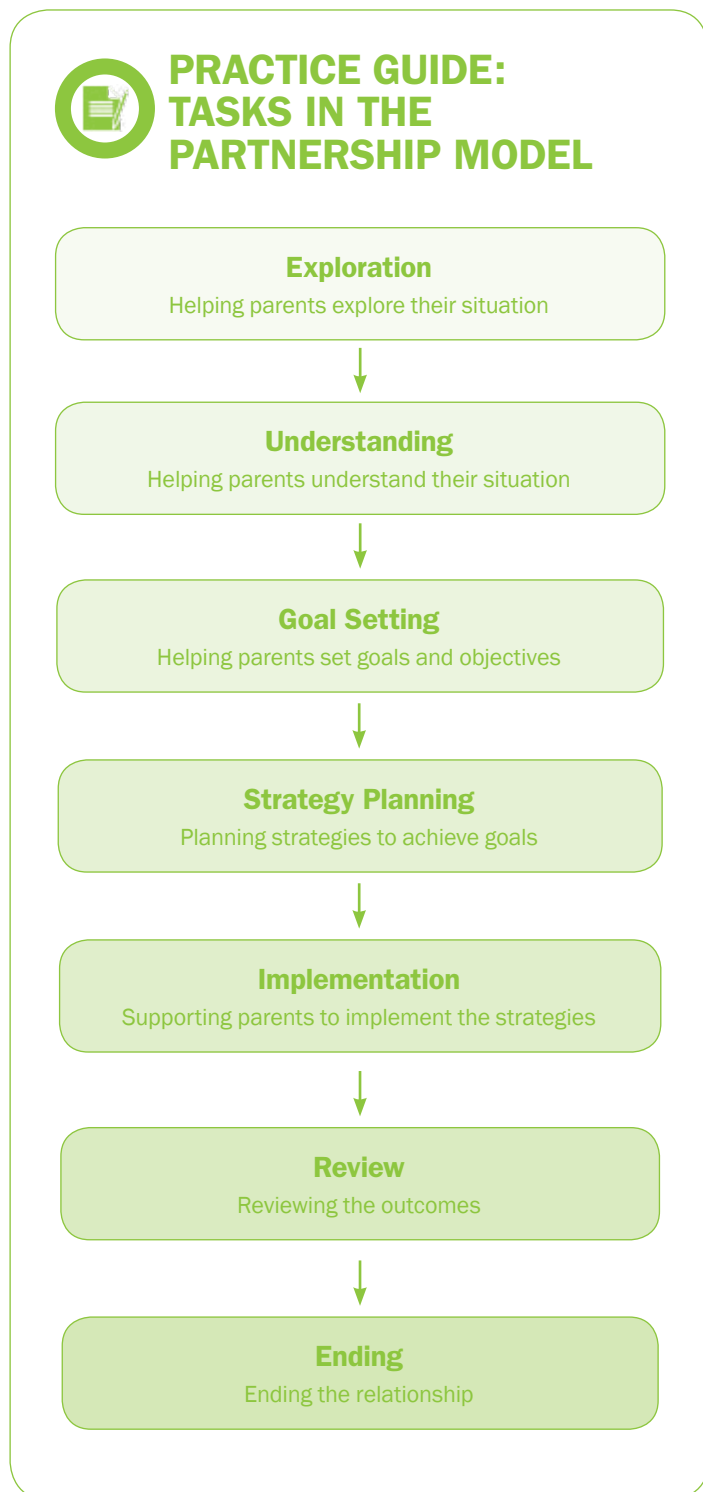 PRACTICE GUIDE:
TASKS IN THE
PARTNERSHIP MODEL
Exploration
Helping parents explore their situation
Understanding
Helping parents understand their situation
Goal Setting
Helping parents set goals and objectives
Strategy Planning
Planning strategies to achieve goals
Implementation
Supporting parents to implement the strategies
Review
Reviewing the outcomes
Ending
Ending the relationship